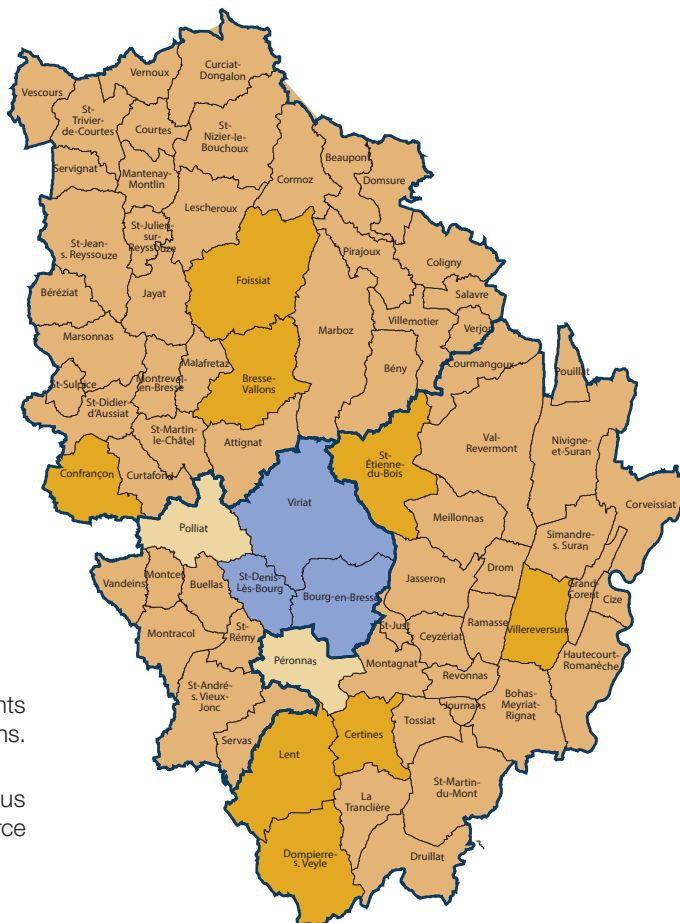 Vescours
Vernoux
Curciat-
Dongalon
St-
Trivier-
de-Courtes
Courtes
St-
Nizier-le-
Bouchoux
Servignat
Mantenay-
Montlin
Cormoz
Beaupont
Domsure
Lescheroux
St-Jean-
s. Reyssouze
St-Julien-
sur-
Reyssouze
Pirajoux
Coligny
Foissiat
Béréziat
Jayat
Salavre
Marboz
Villemotier
Verjon
Marsonnas
Malafretaz
Bény
Courmangoux
Pouillat
St-Sulpice
Montrevel-
en-Bresse
Bresse-
Vallons
St-Didier-
d'Aussiat
St-Martin-
le-Châtel
Attignat
St-
Étienne-
du-Bois
Val-
Revermont
Nivigne-
et-Suran
Confrançon
Curtafond
Viriat
Corveissiat
Polliat
Meillonnas
Simandre-
s. Suran
Vandeins
Montcet
Buellas
St-Denis-
Lès-Bourg
Bourg-en-Bresse
Jasseron
Drom
Grand-
Corent
Cize
Montracol
St-
Rémy
St-Just
Ceyzériat
Ramasse
Villereversure
Péronnas
Montagnat
Revonnas
Hautecourt-
Romanèche
St-André-
s. Vieux-
Jonc
Journans
Bohas-
Meyriat-
Rignat
nts
ns.
Servas
Lent
Certines
Tossiat
St-Martin-
du-Mont
us
rce
La
Tranclière
Dompierre-
s. Veyle
Druillat